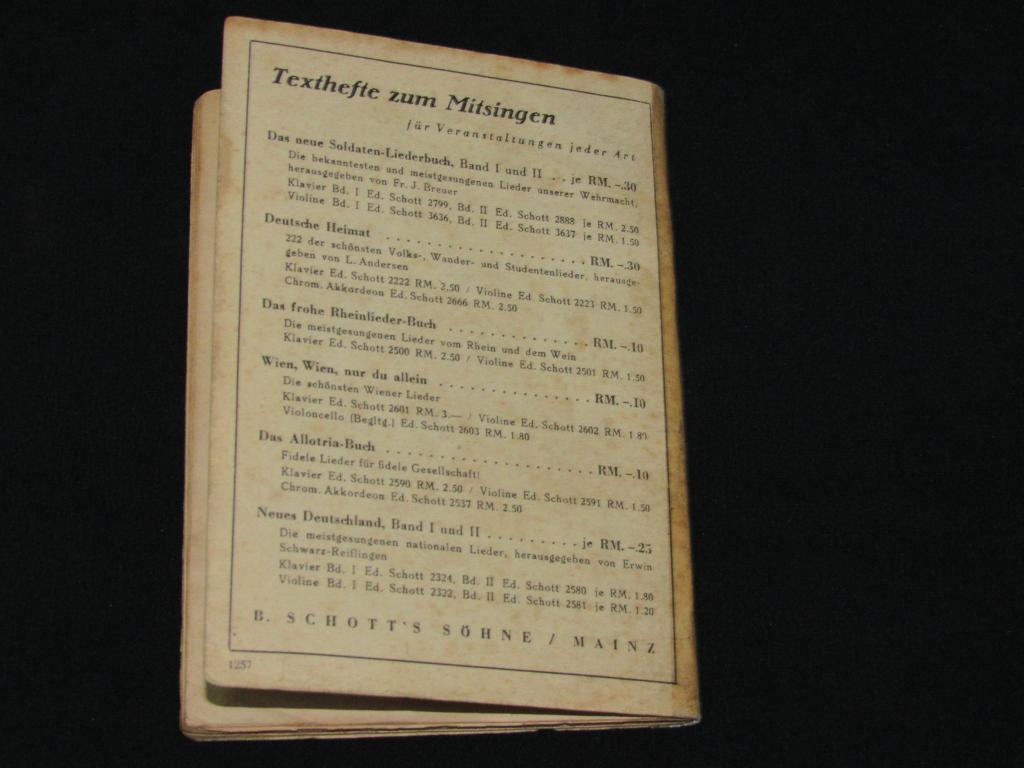 Texthefte zum Mitsingen
für Veranstaltungen jeder Art
Das neue Soldaten-Liederbuch, Band I und II . . je RM. -.30
Die bekanntesten und meistgesungenen Lieder unserer Wehrmacht,
herausgegeben von Fr. J. Breuer
Klavier Bd. I Ed. Schott 2799, Bd. II Ed. Schott 2888 je RM. 2.50
Violine Bd. I Ed. Schott 3636, Bd. II Ed. Schott 3637 je RM. 1.50
Deutsche Heimat . . . . . . . . . . . . . . . . . . . . RM. -.30
222 der schönsten Volks-, Wander- und Studentenlieder, herausge-
geben von L. Andersen
Klavier Ed. Schott 2222 RM. 2.50 / Violine Ed. Schott 2223 RM. 1.50
Chrom. Akkordeon Ed. Schott 2666 RM. 2.50
Das frohe Rheinlieder-Buch . . . . . . . . . . . . . . RM. -.10
Die meistgesungenen Lieder vom Rhein und dem Wein
Klavier Ed. Schott 2500 RM. 2.50 / Violine Ed. Schott 2501 RM. 1.50
Wien, Wien, nur du allein . . . . . . . . . . . . . . . RM. -.10
Die schönsten Wiener Lieder
Klavier Ed. Schott 2601 RM. 3.— / Violine Ed. Schott 2602 RM. 1.80
Violoncello (Begltg.) Ed. Schott 2603 RM. 1.80
Das Allotria-Buch . . . . . . . . . . . . . . . . . . . . RM. -.10
Fidele Lieder für fidele Gesellschaft!
Klavier Ed. Schott 2590 RM. 2.50 / Violine Ed. Schott 2591 RM. 1.50
Chrom. Akkordeon Ed. Schott 2537 RM. 2.50
Neues Deutschland, Band I und II . . . . . . . . . je RM. -.25
Die meistgesungenen nationalen Lieder, herausgegeben von Erwin
Schwarz-Reiflingen
Klavier Bd. I Ed. Schott 2324, Bd. II Ed. Schott 2580 je RM. 1.80
Violine Bd. I Ed. Schott 2322, Bd. II Ed. Schott 2581 je RM. 1.20
B. SCHOTT'S SÖHNE / MAINZ
1257